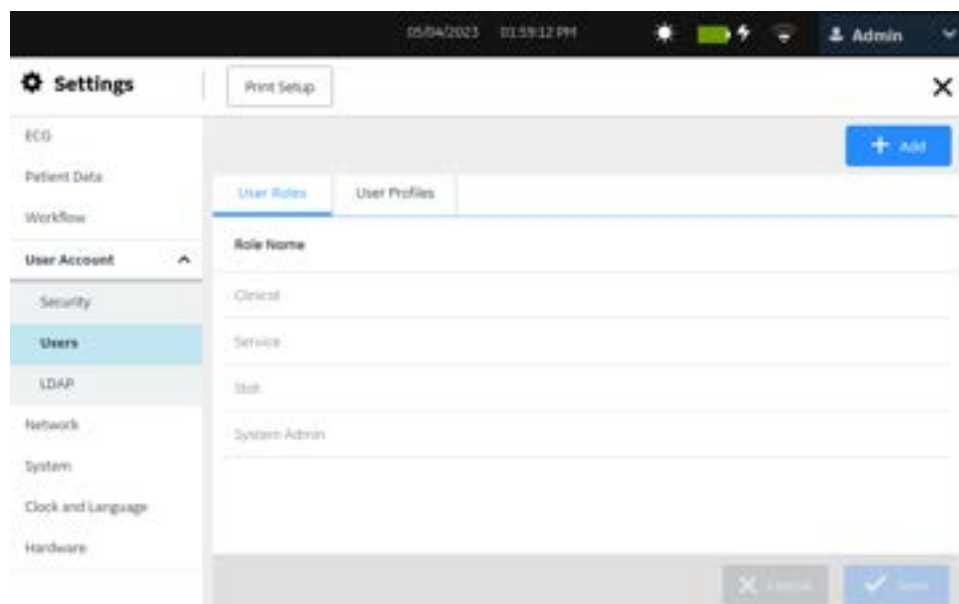 05/04/2023 01:59:12 PM
Admin
Settings
Print Setup
ECG
Patient Data
Workflow
User Account
Security
Users
LDAP
Network
System
Clock and Language
Hardware
Add
User Roles User Profiles
Role Name
Clinical
Service
Stat
System Admin
Cancel
Save